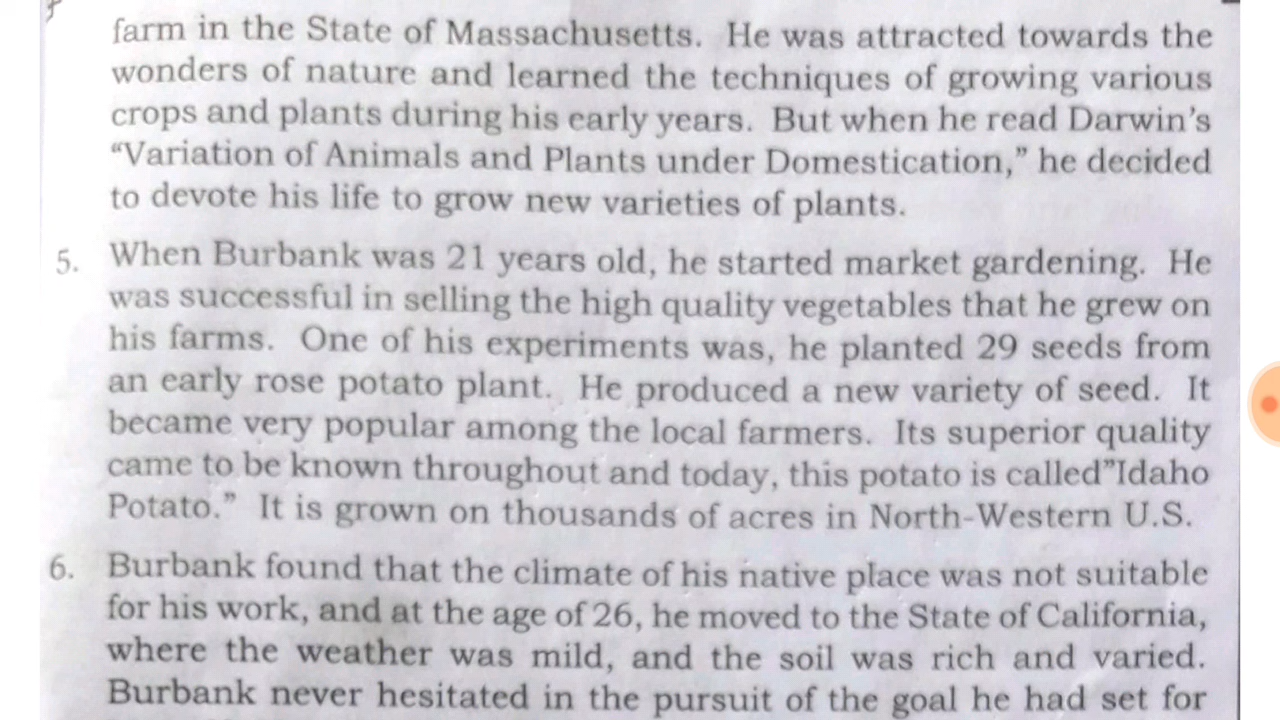 farm in the State of Massachusetts. He was attracted towards the
wonders of nature and learned the techniques of growing various
crops and plants during his early years. But when he read Darwin's
“Variation of Animals and Plants under Domestication,” he decided
to devote his life to grow new varieties of plants.
5. When Burbank was 21 years old, he started market gardening. He
was successful in selling the high quality vegetables that he grew on
his farms. One of his experiments was, he planted 29 seeds from
an early rose potato plant. He produced a new variety of seed. It
became very popular among the local farmers. Its superior quality
came to be known throughout and today, this potato is called”Idaho
Potato.” It is grown on thousands of acres in North-Western U.S.
6. Burbank found that the climate of his native place was not suitable
for his work, and at the age of 26, he moved to the State of California,
where the weather was mild, and the soil was rich and varied.
Burbank never hesitated in the pursuit of the goal he had set for